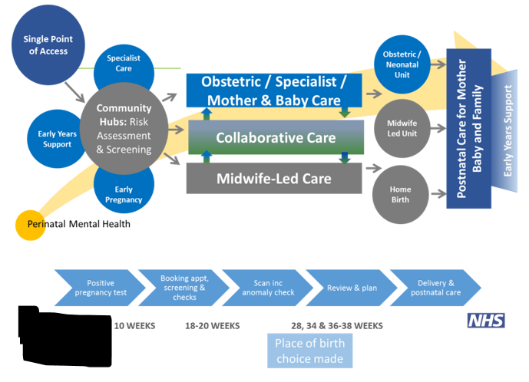 Single Point
of Access
Specialist
Care
Community
Hubs: Risk
Assessment
& Screening
Early Years
Support
Early
Pregnancy
Perinatal Mental Health
Obstetric / Specialist /
Mother & Baby Care
Collaborative Care
Midwife-Led Care
Obstetric /
Neonatal
Unit
Midwife
Led Unit
Home
Birth
Postnatal Care for Mother
Baby and Family
Early Years Support
Positive
pregnancy test
Booking appt,
screening &
checks
Scan inc
anomaly check
Review & plan
Delivery &
postnatal care
10 WEEKS
18-20 WEEKS
28, 34 & 36-38 WEEKS
Place of birth
choice made
NHS